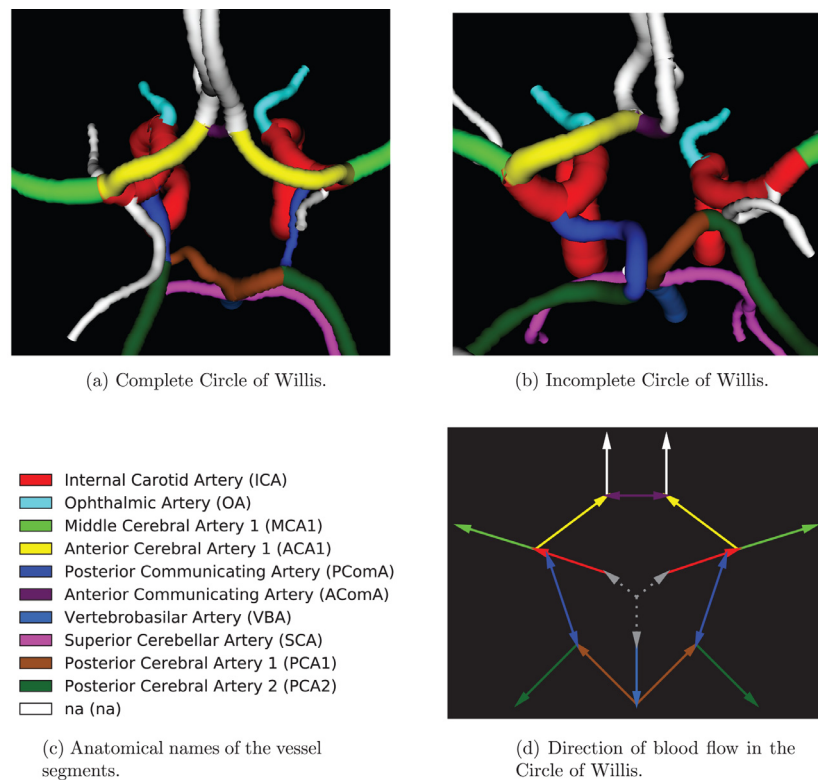 (a) Complete Circle of Willis.
(b) Incomplete Circle of Willis.
Internal Carotid Artery (ICA)
Ophthalmic Artery (OA)
Middle Cerebral Artery 1 (MCA1)
Anterior Cerebral Artery 1 (ACA1)
Posterior Communicating Artery (PComA)
Anterior Communicating Artery (AComA)
Vertebrobasilar Artery (VBA)
Superior Cerebellar Artery (SCA)
Posterior Cerebral Artery 1 (PCA1)
Posterior Cerebral Artery 2 (PCA2)
na (na)
(c) Anatomical names of the vessel
segments.
(d) Direction of blood flow in the
Circle of Willis.